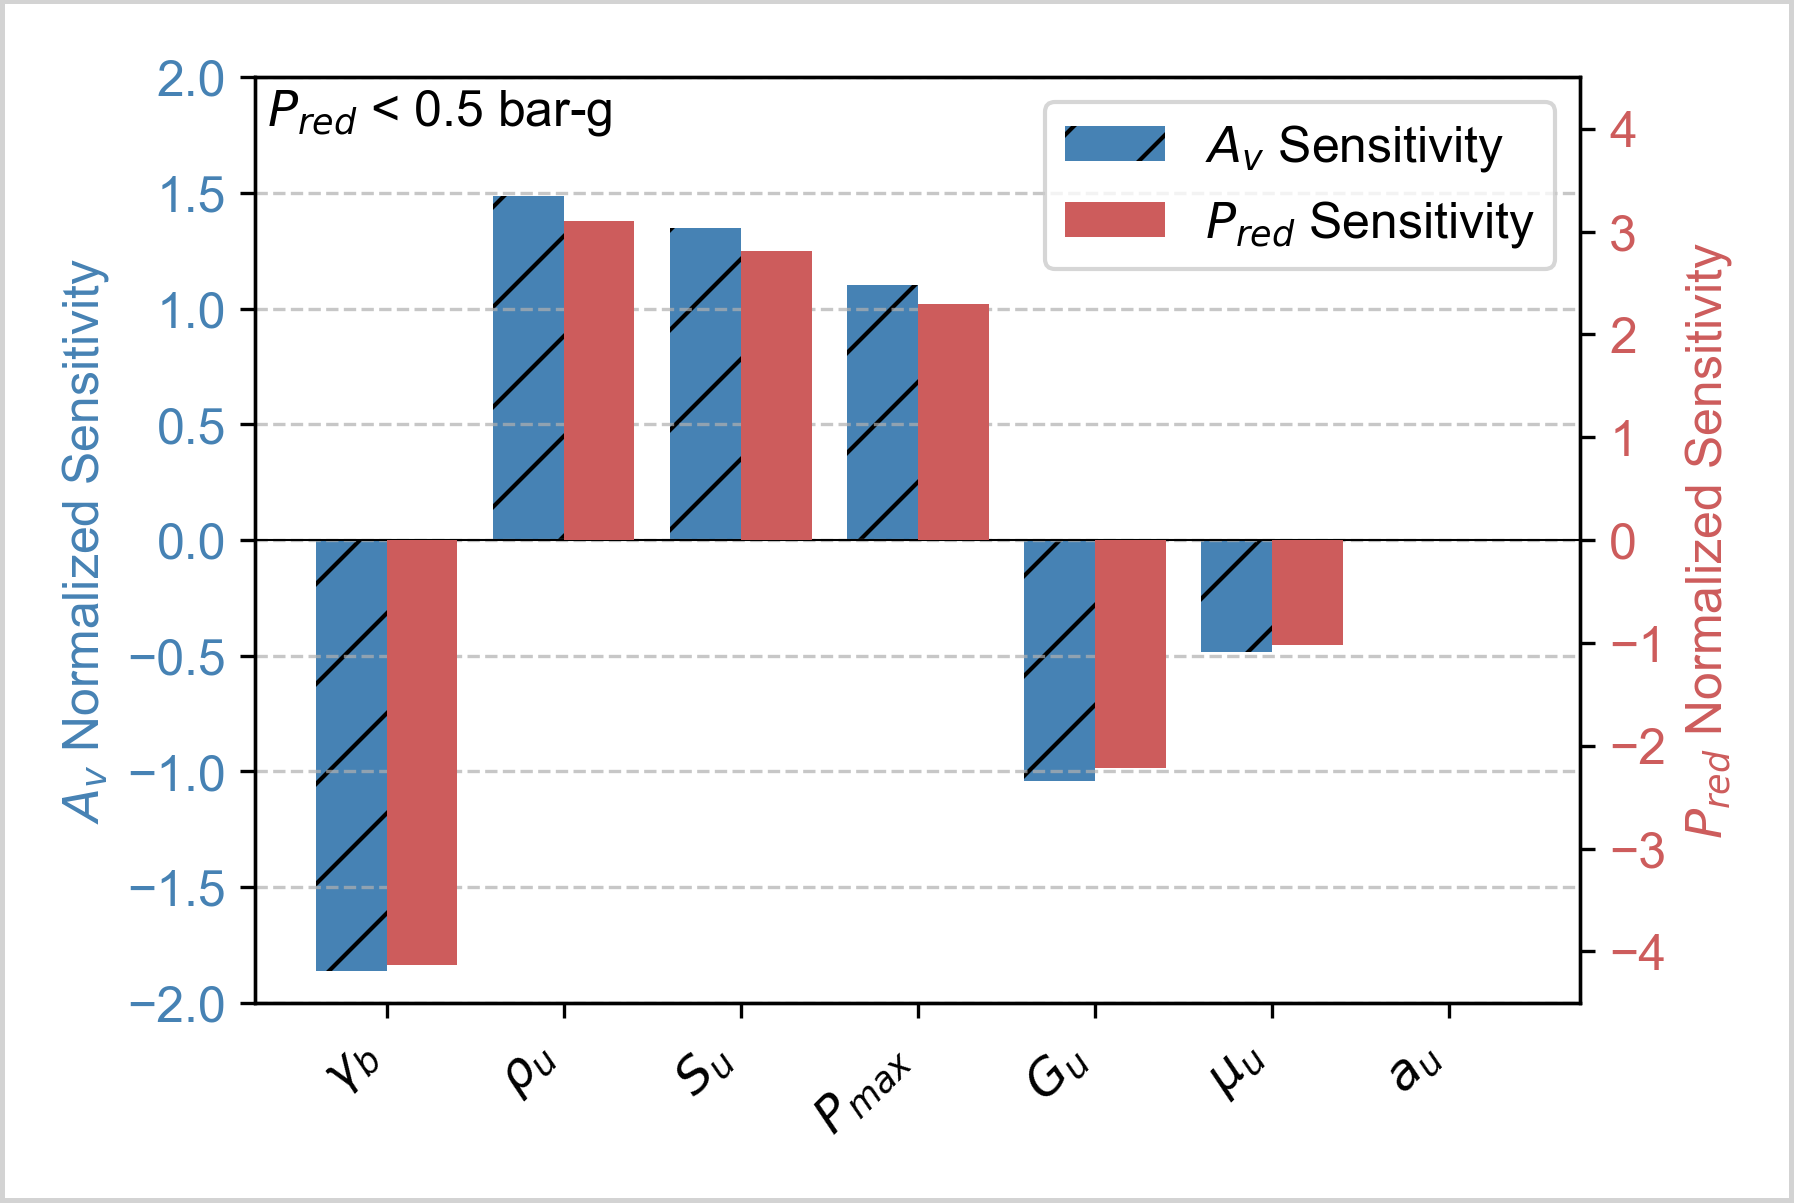 P_red < 0.5 bar-g
A_v Sensitivity
P_red Sensitivity
A_v Normalized Sensitivity
2.0
1.5
1.0
0.5
0.0
−0.5
−1.0
−1.5
−2.0
P_red Normalized Sensitivity
4
3
2
1
0
−1
−2
−3
−4
γ_b
ρ_u
S_u
P_max
G_u
μ_u
a_u